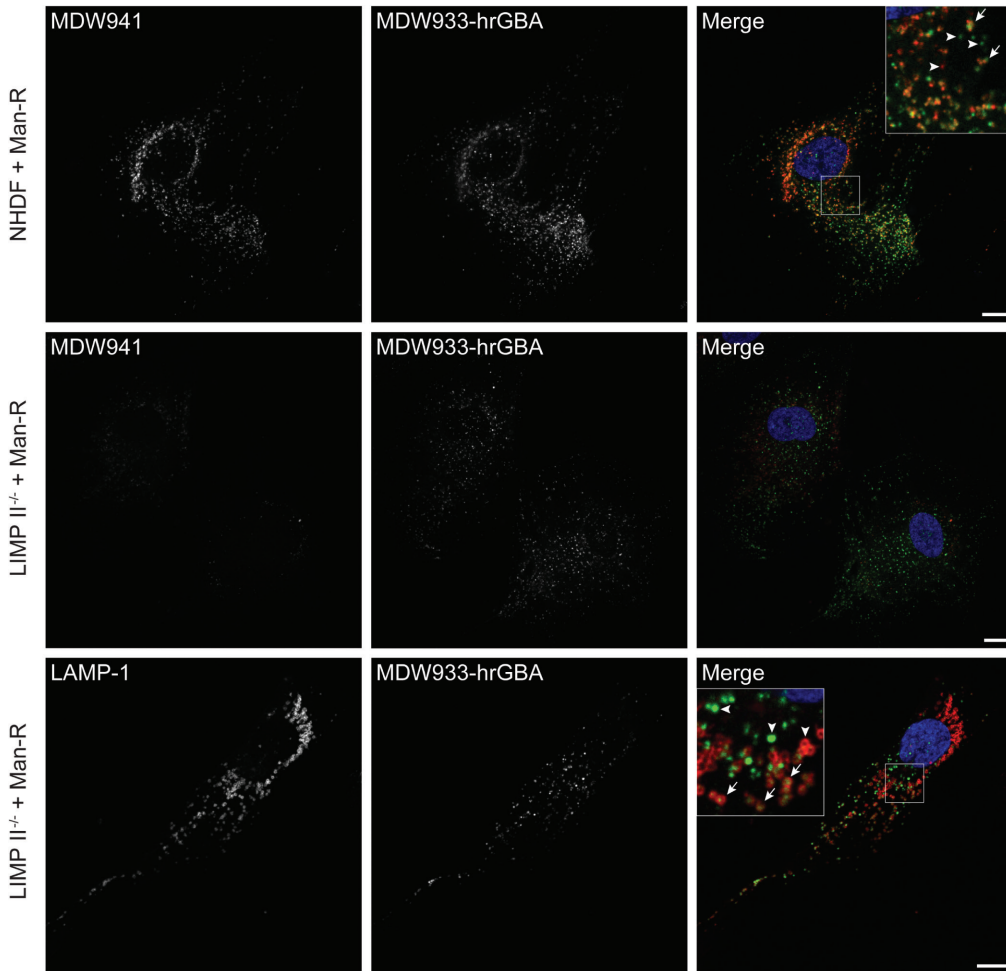 NHDF + Man-R
MDW941
MDW933-hrGBA
Merge
LIMP II-/- + Man-R
MDW941
MDW933-hrGBA
Merge
LIMP II-/- + Man-R
LAMP-1
MDW933-hrGBA
Merge